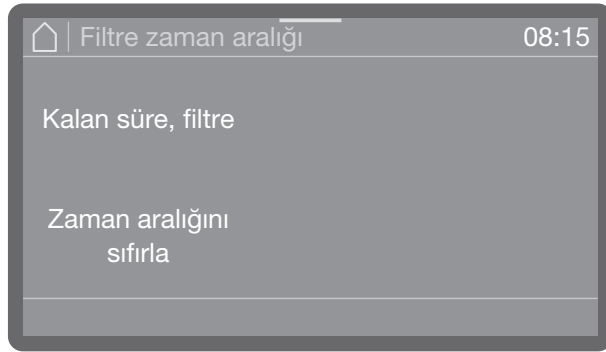 Filtre zaman aralığı 08:15
Kalan süre, filtre
Zaman aralığını
sıfırla